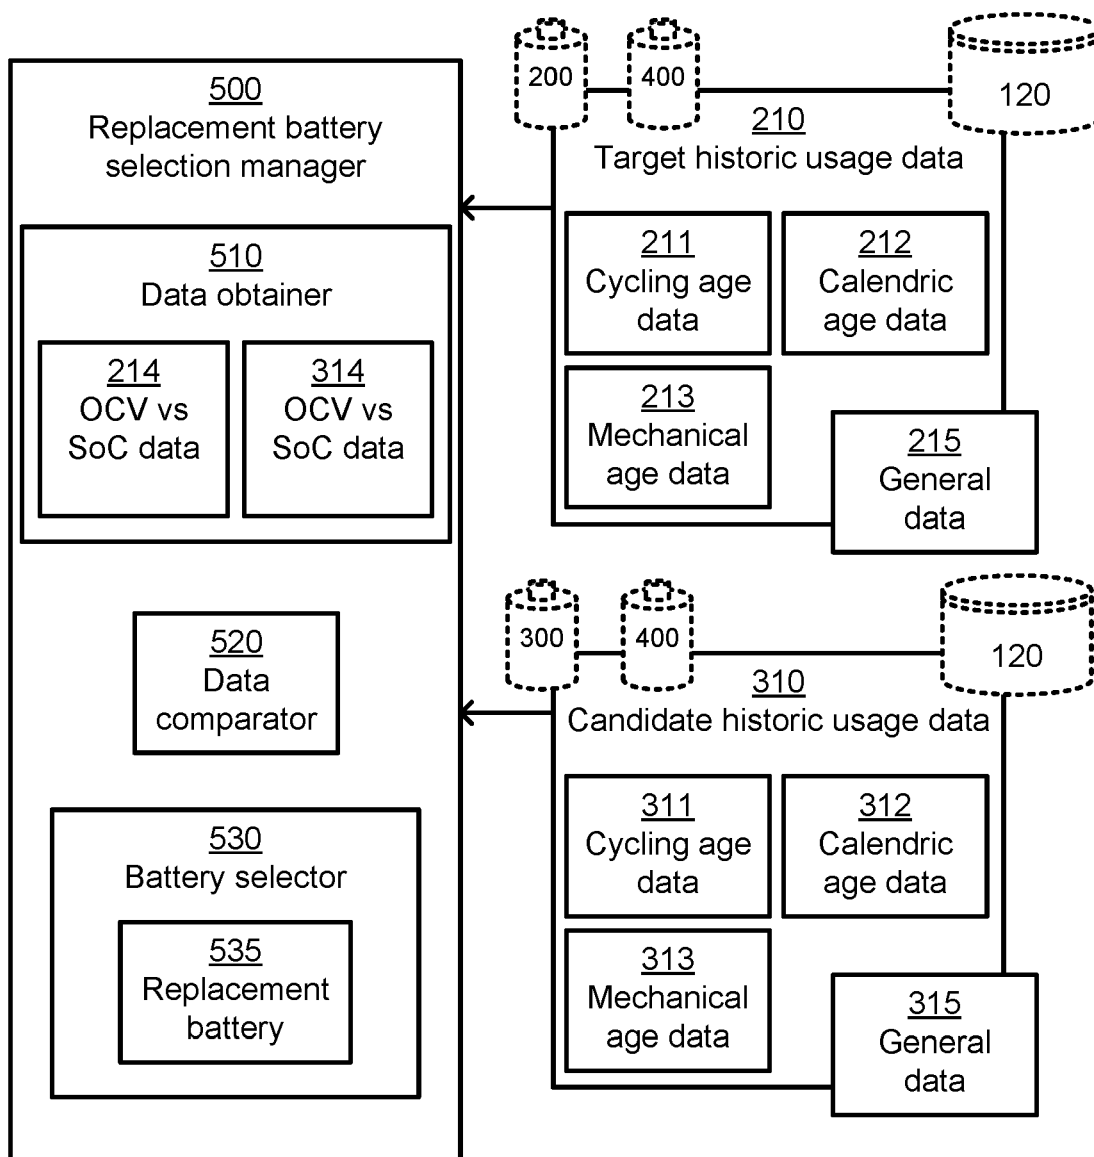 500
Replacement battery
selection manager
510
Data obtainer
214
OCV vs
SoC data
314
OCV vs
SoC data
520
Data
comparator
530
Battery selector
535
Replacement
battery
200
400
120
210
Target historic usage data
211
Cycling age
data
212
Calendric
age data
213
Mechanical
age data
215
General
data
300
400
120
310
Candidate historic usage data
311
Cycling age
data
312
Calendric
age data
313
Mechanical
age data
315
General
data